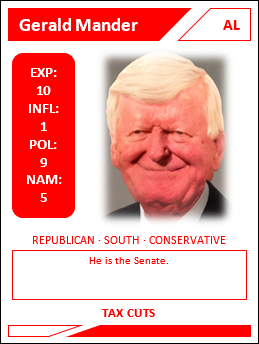 Gerald Mander
AL
EXP:
10
INFL:
1
POL:
9
NAM:
5
REPUBLICAN · SOUTH · CONSERVATIVE
He is the Senate.
TAX CUTS